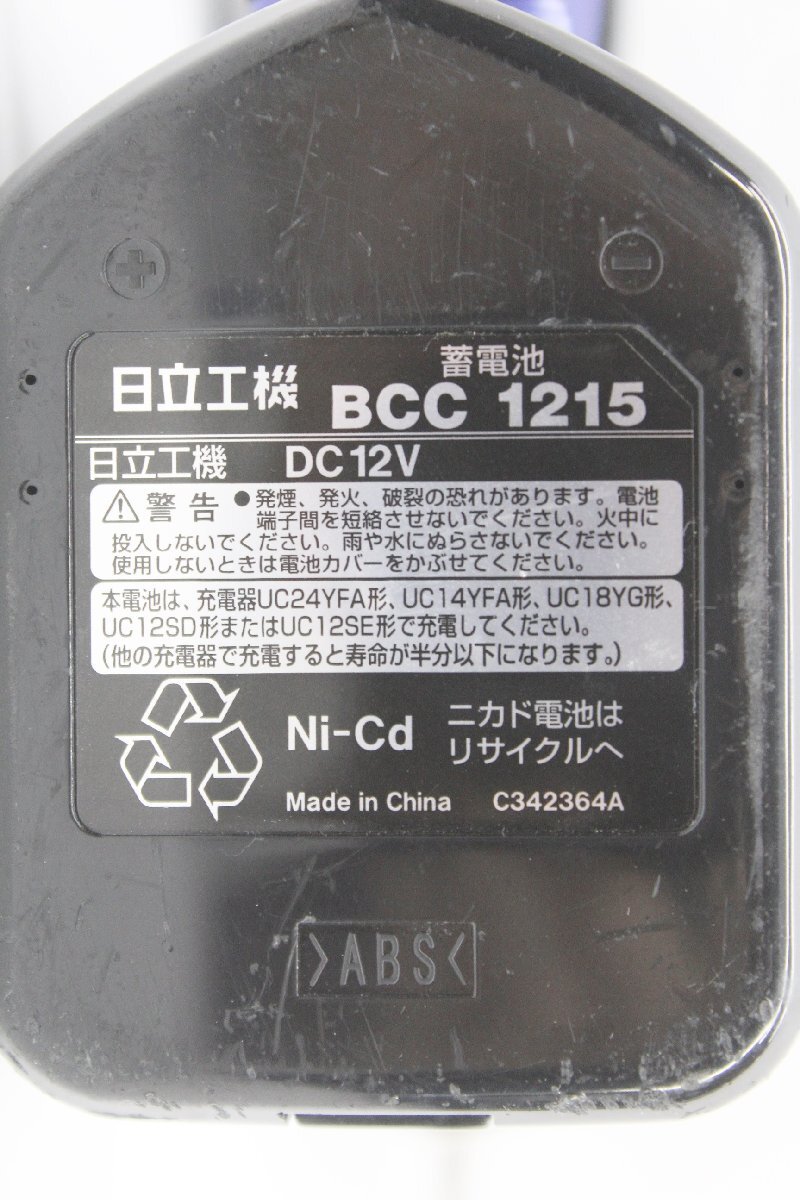 蓄電池
日立工機 BCC 1215
日立工機 DC12V
警告 ●発煙、発火、破裂の恐れがあります。電池
端子間を短絡させないでください。火中に
投入しないでください。雨や水にぬらさないでください。
使用しないときは電池カバーをかぶせてください。
本電池は、充電器UC24YFA形、UC14YFA形、UC18YG形、
UC12SD形またはUC12SE形で充電してください。
(他の充電器で充電すると寿命が半分以下になります。)
Ni-Cd ニカド電池は
リサイクルへ
Made in China C342364A
>ABS<